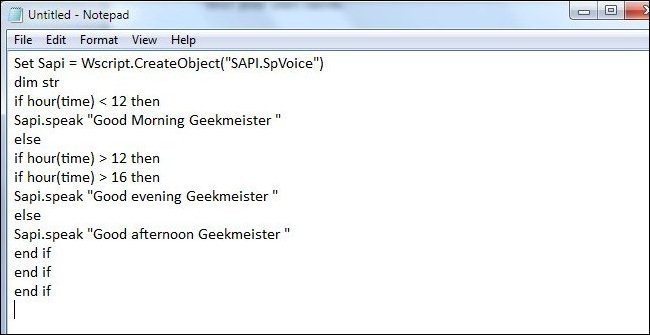 Untitled - Notepad
File Edit Format View Help
Set Sapi = Wscript.CreateObject("SAPI.SpVoice")
dim str
if hour(time) < 12 then
Sapi.speak "Good Morning Geekmeister "
else
if hour(time) > 12 then
if hour(time) > 16 then
Sapi.speak "Good evening Geekmeister "
else
Sapi.speak "Good afternoon Geekmeister "
end if
end if
end if